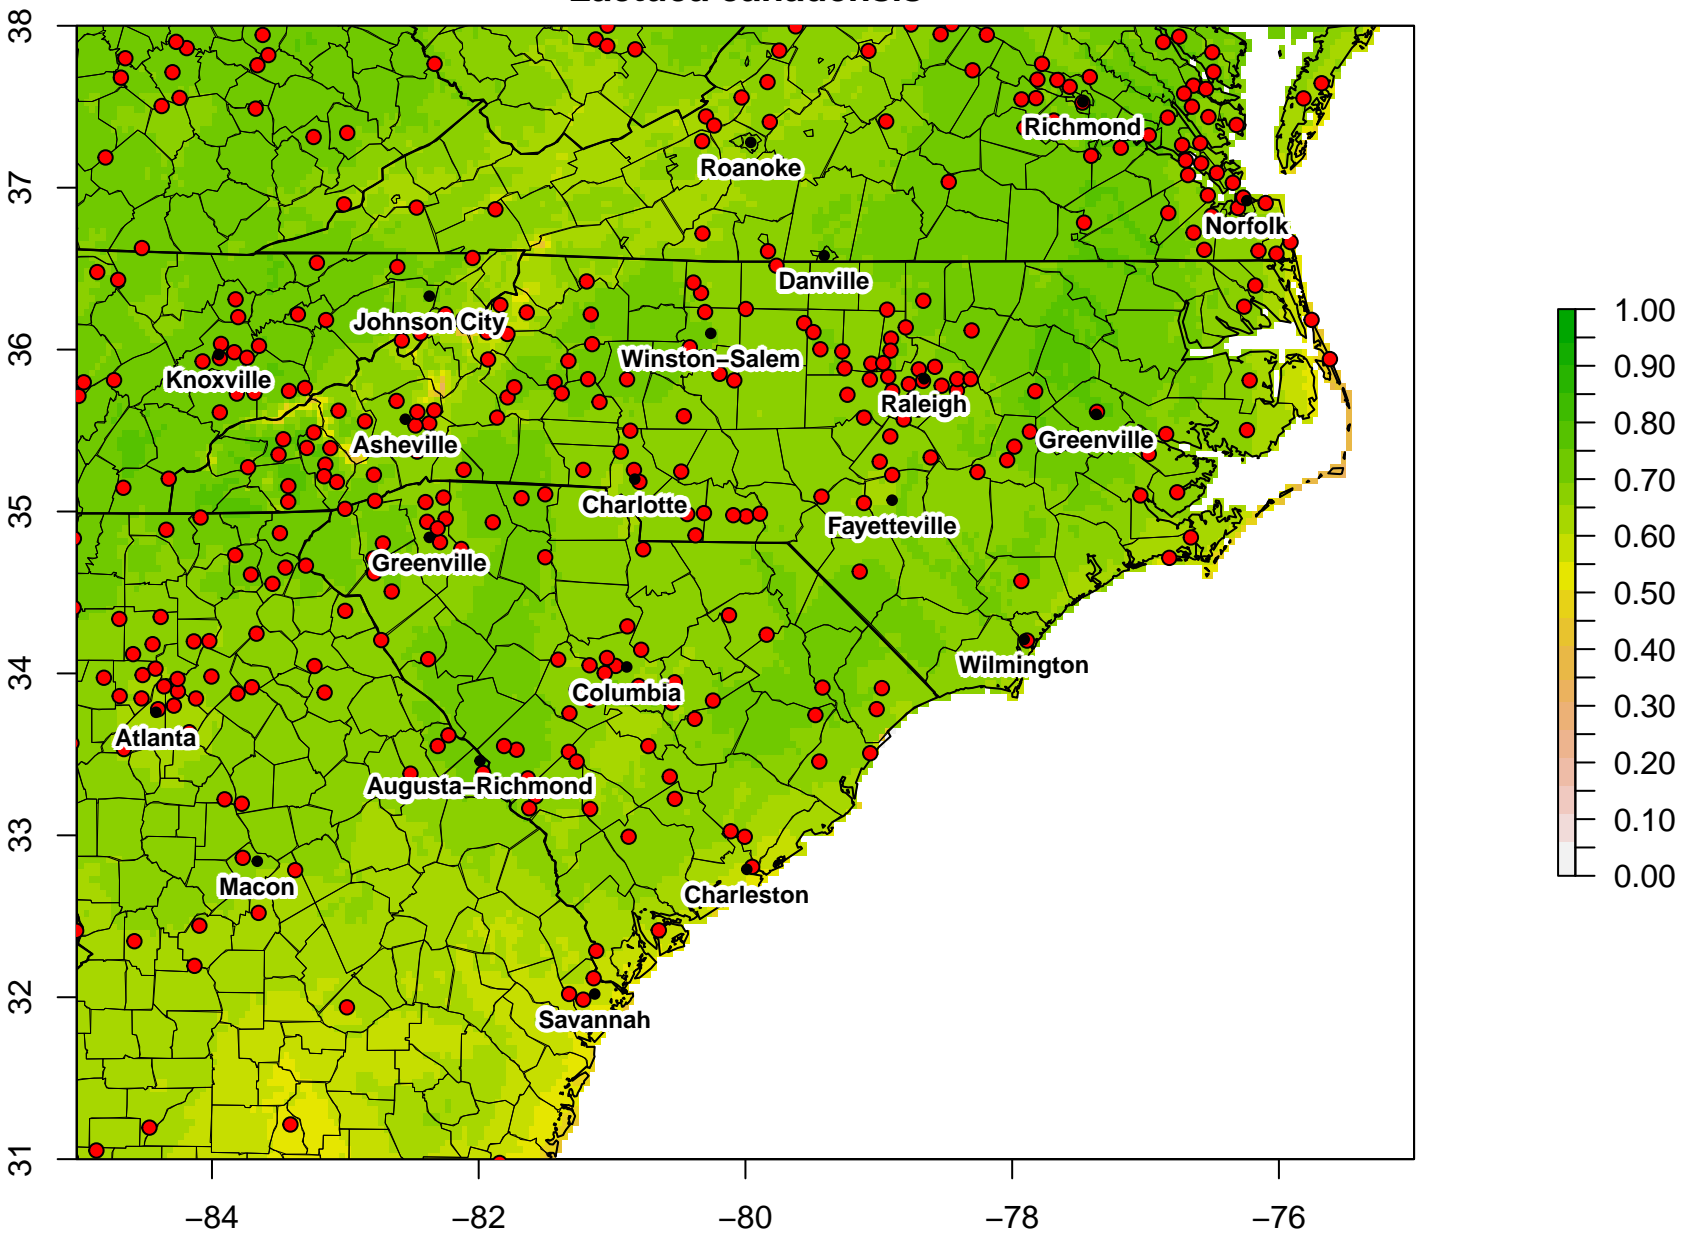 Lactuca canadensis
38
37
36
35
34
33
32
31
−84
−82
−80
−78
−76
Richmond
Roanoke
Norfolk
Danville
Johnson City
Winston−Salem
Knoxville
Raleigh
Greenville
Asheville
Charlotte
Fayetteville
Greenville
Wilmington
Columbia
Atlanta
Augusta−Richmond
Macon
Charleston
Savannah
1.00
0.90
0.80
0.70
0.60
0.50
0.40
0.30
0.20
0.10
0.00